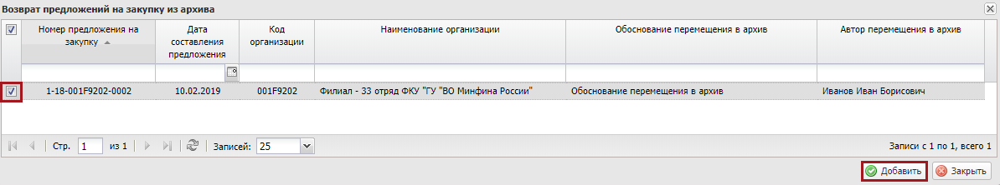 Возврат предложений на закупку из архива
Номер предложения на закупку
Дата составления предложения
Код организации
Наименование организации
Обоснование перемещения в архив
Автор перемещения в архив
1-18-001F9202-0002 10.02.2019 001F9202 Филиал - 33 отряд ФКУ "ГУ "ВО Минфина России" Обоснование перемещения в архив Иванов Иван Борисович
Стр. 1 из 1 Записей: 25 Записи с 1 по 1, всего 1
Добавить Закрыть